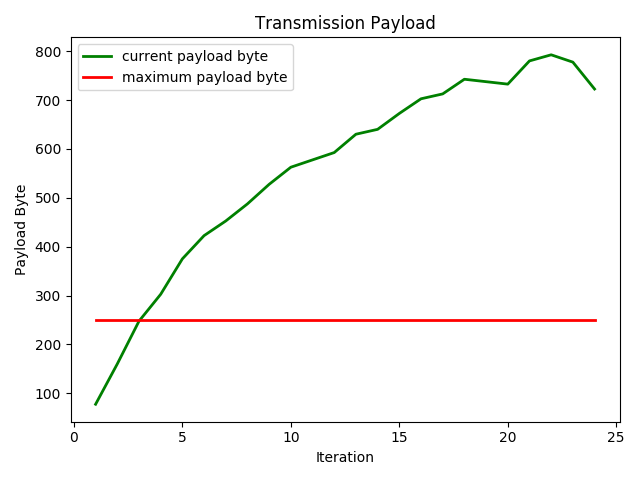 Transmission Payload
current payload byte
maximum payload byte
800
700
600
500
400
300
200
100
Payload Byte
0
5
10
15
20
25
Iteration